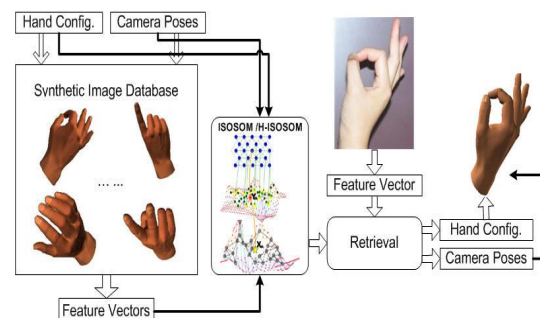 Hand Config.
Camera Poses
Synthetic Image Database
... ...
Feature Vectors
ISOSOM /H-ISOSOM
Feature Vector
Retrieval
Hand Config.
Camera Poses